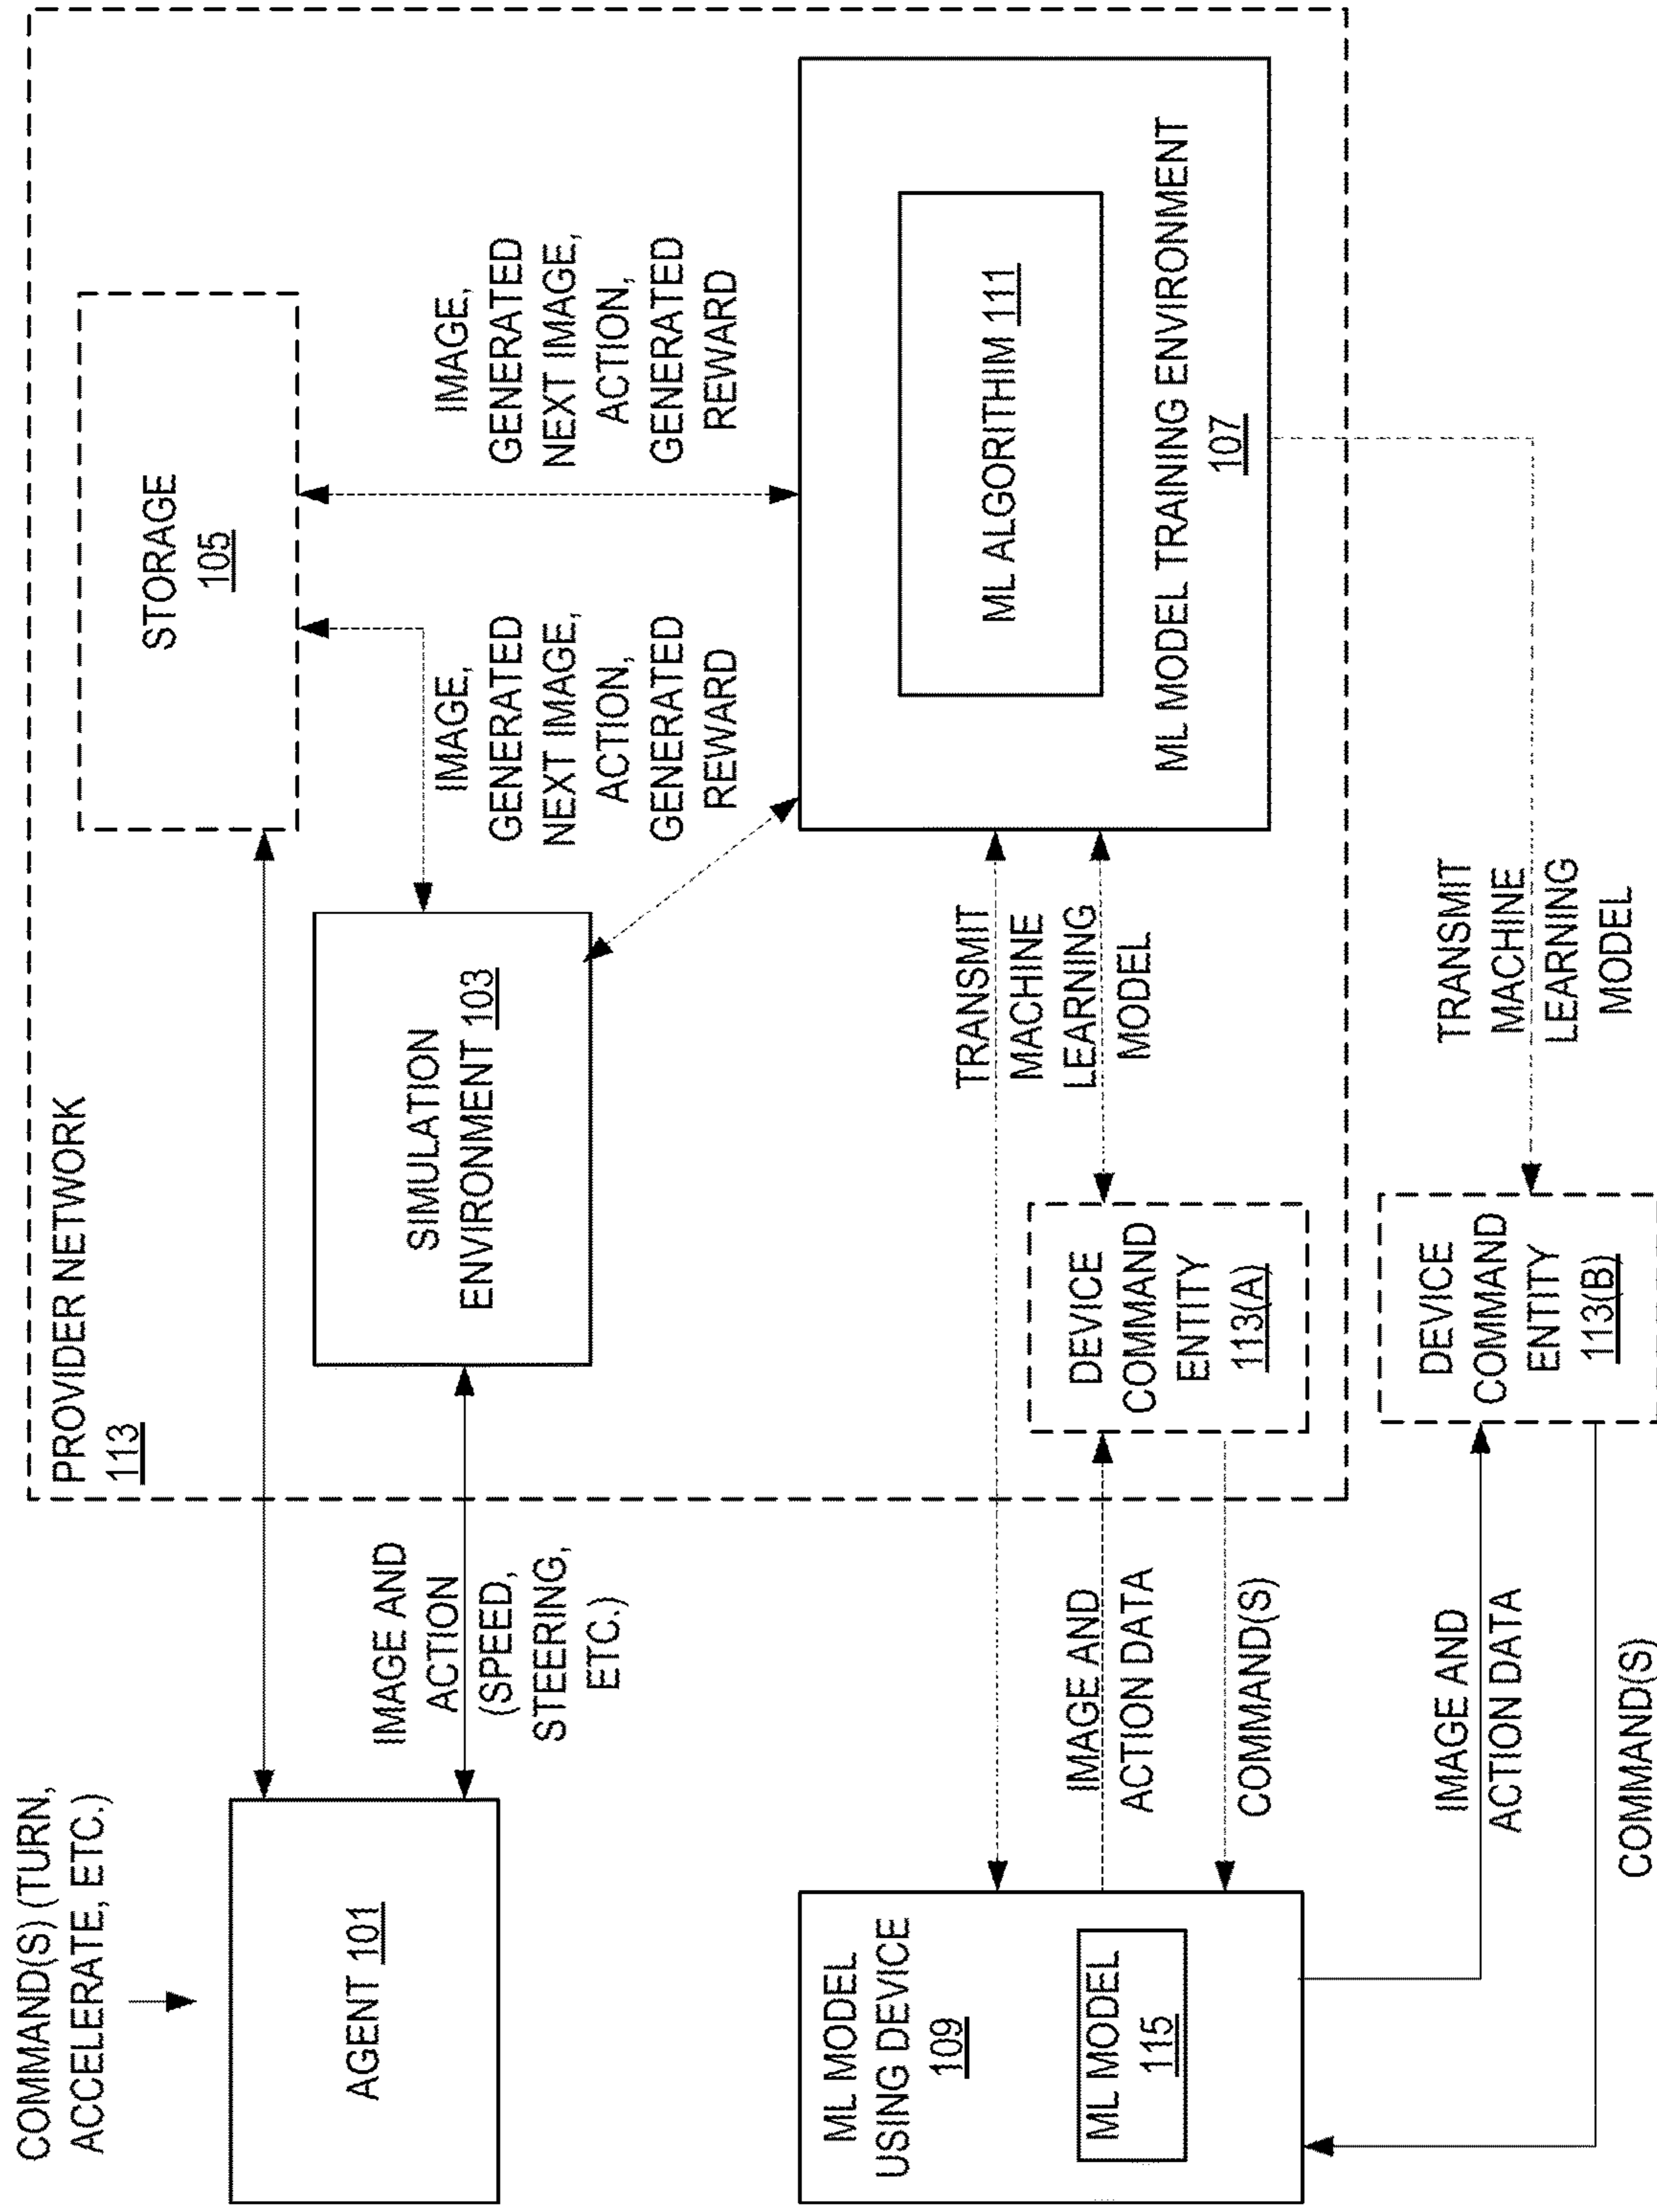 COMMAND(S) (TURN,
ACCELERATE, ETC.)
AGENT 101
IMAGE AND
ACTION
(SPEED,
STEERING,
ETC.)
PROVIDER NETWORK
113
SIMULATION
ENVIRONMENT 103
STORAGE
105
IMAGE,
GENERATED
NEXT IMAGE,
ACTION,
GENERATED
REWARD
IMAGE,
GENERATED
NEXT IMAGE,
ACTION,
GENERATED
REWARD
ML ALGORITHIM 111
ML MODEL TRAINING ENVIRONMENT
107
TRANSMIT
MACHINE
LEARNING
MODEL
ML MODEL
USING DEVICE
109
ML MODEL
115
IMAGE AND
ACTION DATA
COMMAND(S)
DEVICE
COMMAND
ENTITY
113(A)
TRANSMIT
MACHINE
LEARNING
MODEL
IMAGE AND
ACTION DATA
COMMAND(S)
DEVICE
COMMAND
ENTITY
113(B)